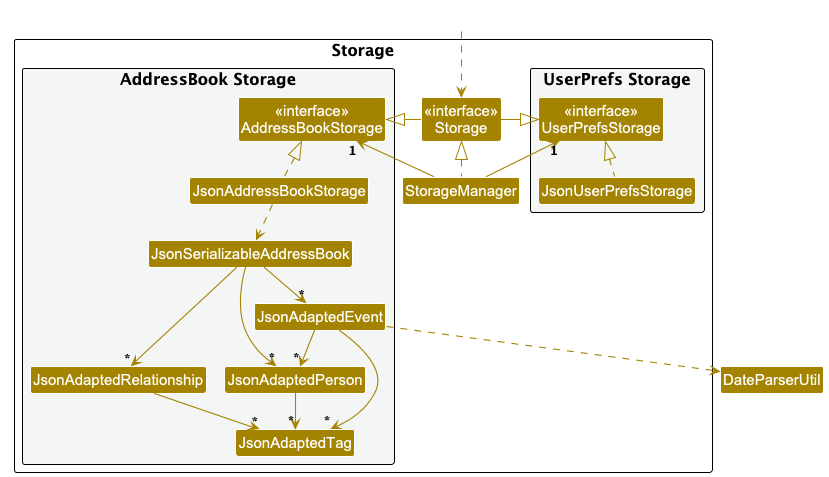 Storage
AddressBook Storage
UserPrefs Storage
«interface»
AddressBookStorage
«interface»
Storage
«interface»
UserPrefsStorage
1
1
JsonAddressBookStorage
StorageManager
JsonUserPrefsStorage
JsonSerializableAddressBook
*
JsonAdaptedEvent
*
*
*
JsonAdaptedRelationship
JsonAdaptedPerson
DateParserUtil
*
*
*
JsonAdaptedTag